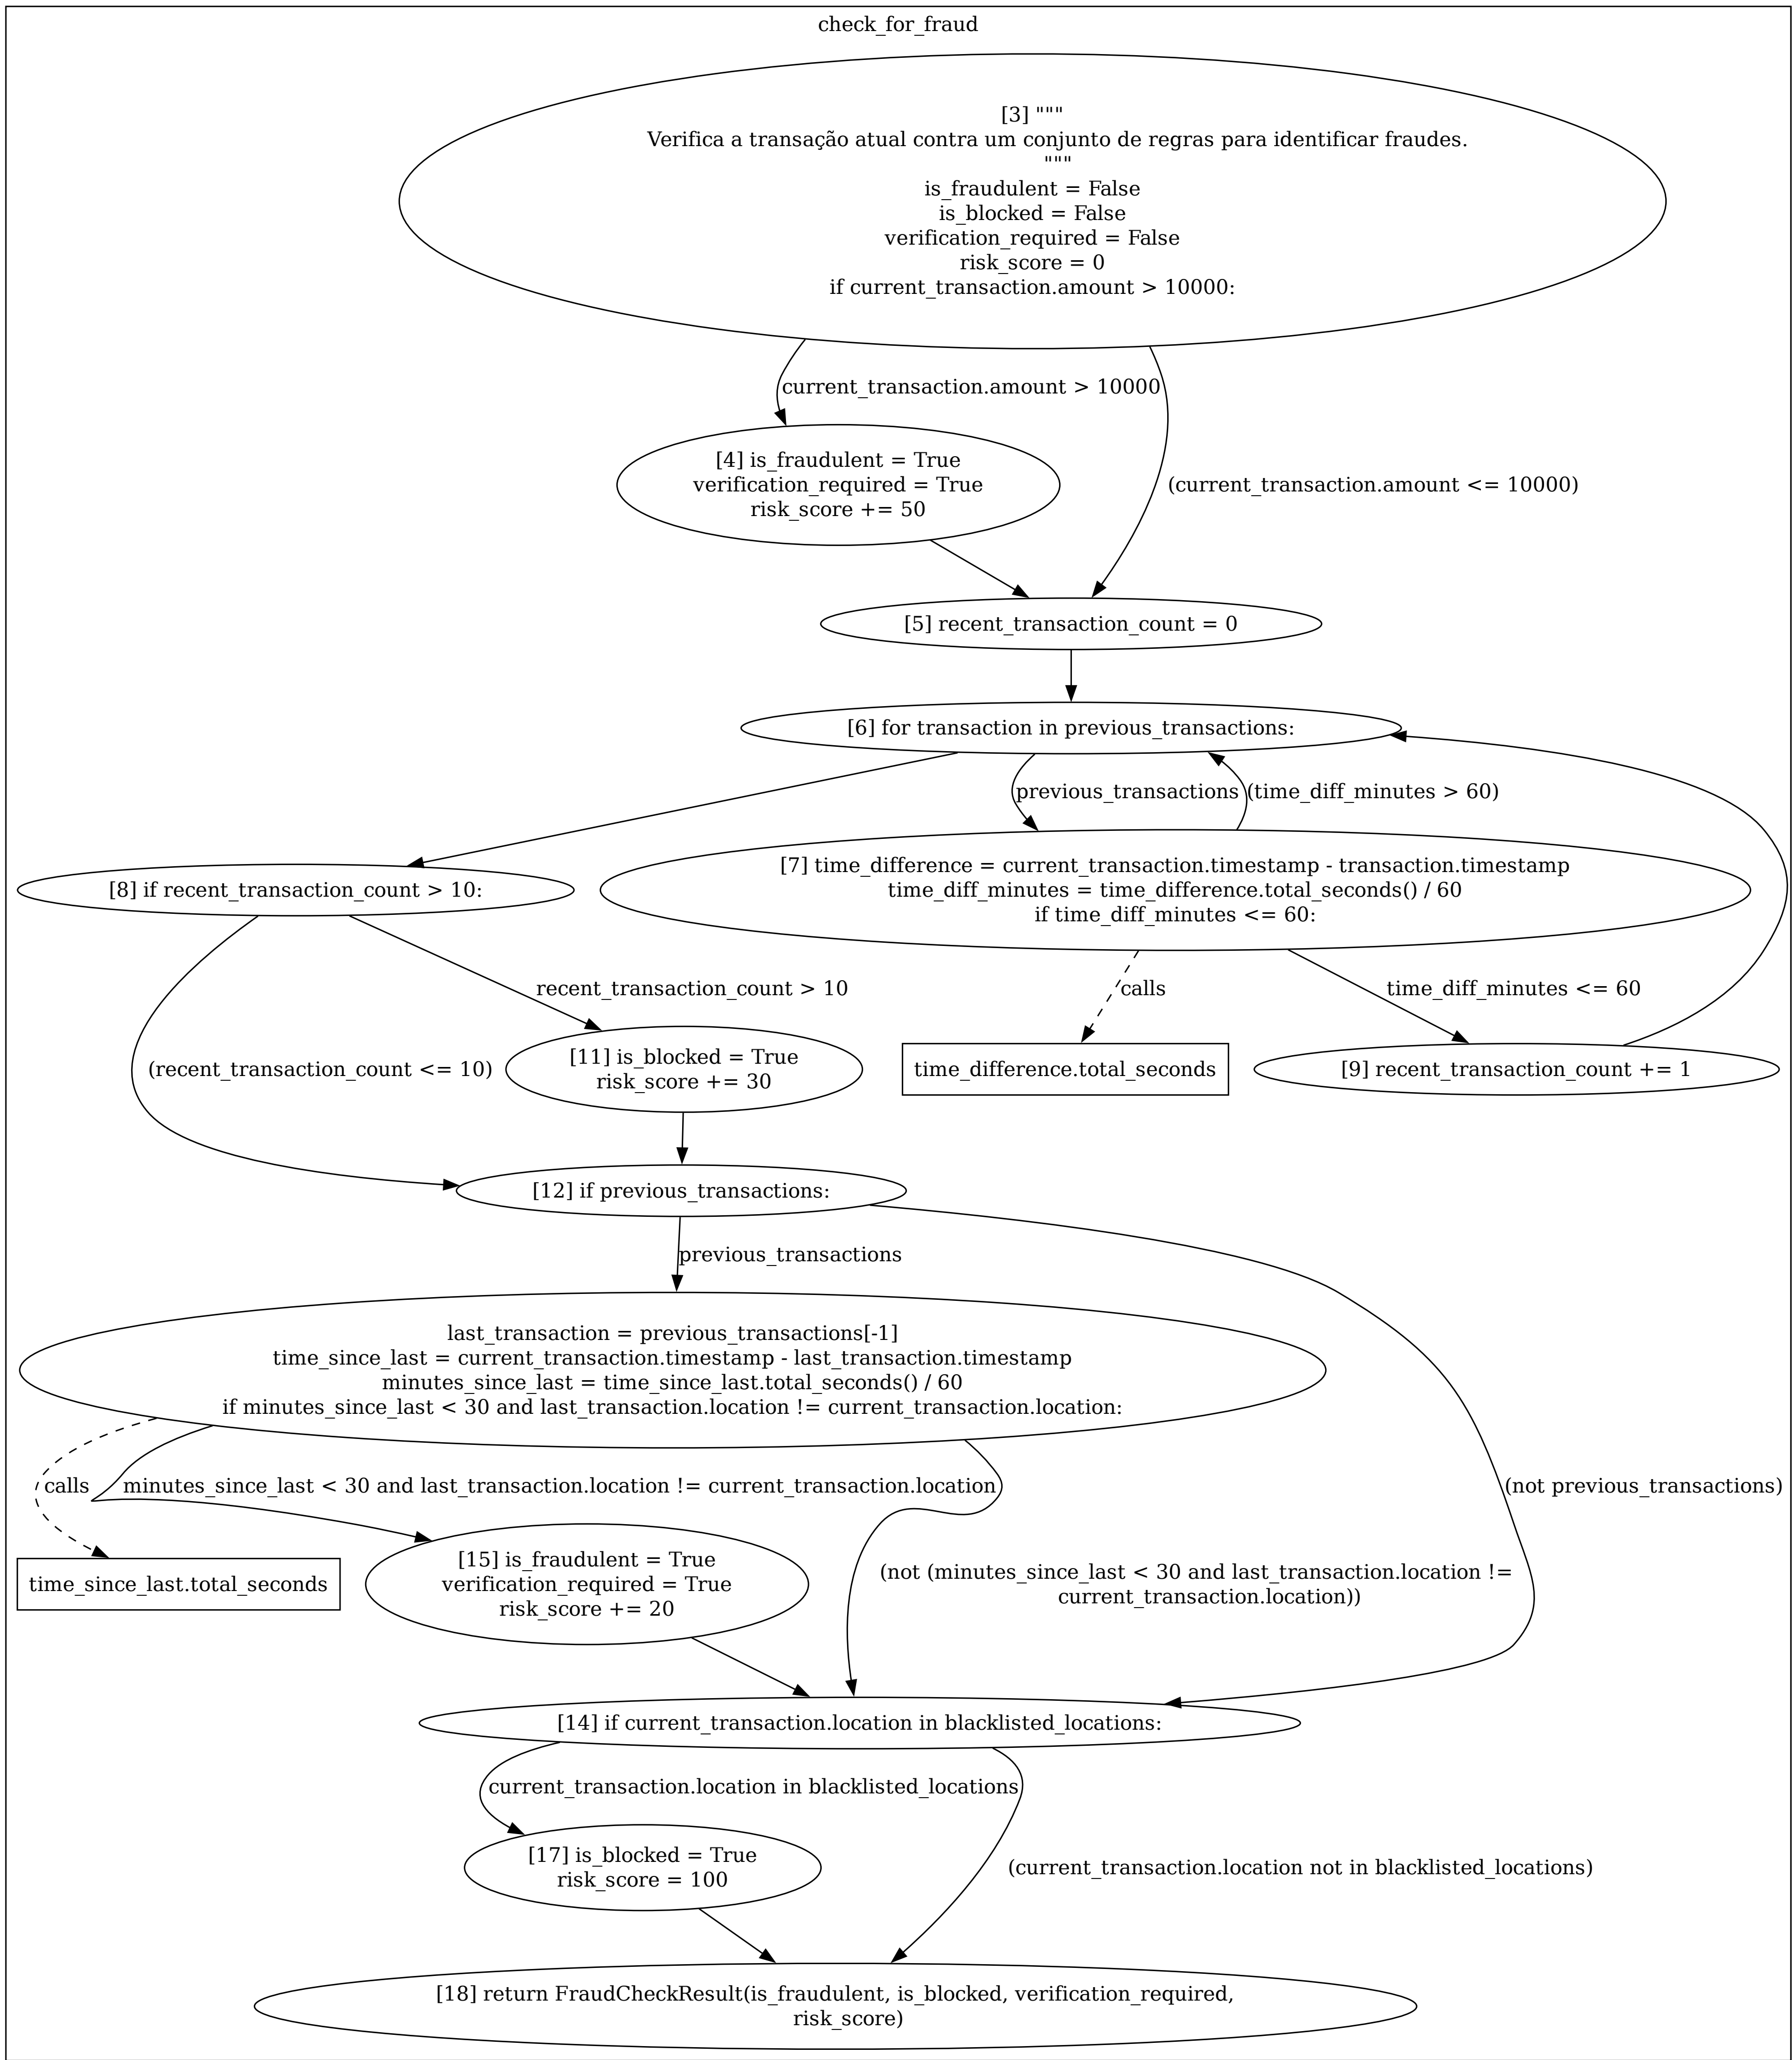 check_for_fraud
[3] """
Verifica a transação atual contra um conjunto de regras para identificar fraudes.
"""
is_fraudulent = False
is_blocked = False
verification_required = False
risk_score = 0
if current_transaction.amount > 10000:
current_transaction.amount > 10000
[4] is_fraudulent = True
verification_required = True
risk_score += 50
(current_transaction.amount <= 10000)
[5] recent_transaction_count = 0
[6] for transaction in previous_transactions:
previous_transactions
(time_diff_minutes > 60)
[8] if recent_transaction_count > 10:
[7] time_difference = current_transaction.timestamp - transaction.timestamp
time_diff_minutes = time_difference.total_seconds() / 60
if time_diff_minutes <= 60:
recent_transaction_count > 10
calls
time_diff_minutes <= 60
(recent_transaction_count <= 10)
[11] is_blocked = True
risk_score += 30
time_difference.total_seconds
[9] recent_transaction_count += 1
[12] if previous_transactions:
previous_transactions
last_transaction = previous_transactions[-1]
time_since_last = current_transaction.timestamp - last_transaction.timestamp
minutes_since_last = time_since_last.total_seconds() / 60
if minutes_since_last < 30 and last_transaction.location != current_transaction.location:
calls
minutes_since_last < 30 and last_transaction.location != current_transaction.location
(not previous_transactions)
time_since_last.total_seconds
[15] is_fraudulent = True
verification_required = True
risk_score += 20
(not (minutes_since_last < 30 and last_transaction.location !=
current_transaction.location))
[14] if current_transaction.location in blacklisted_locations:
current_transaction.location in blacklisted_locations
[17] is_blocked = True
risk_score = 100
(current_transaction.location not in blacklisted_locations)
[18] return FraudCheckResult(is_fraudulent, is_blocked, verification_required,
risk_score)